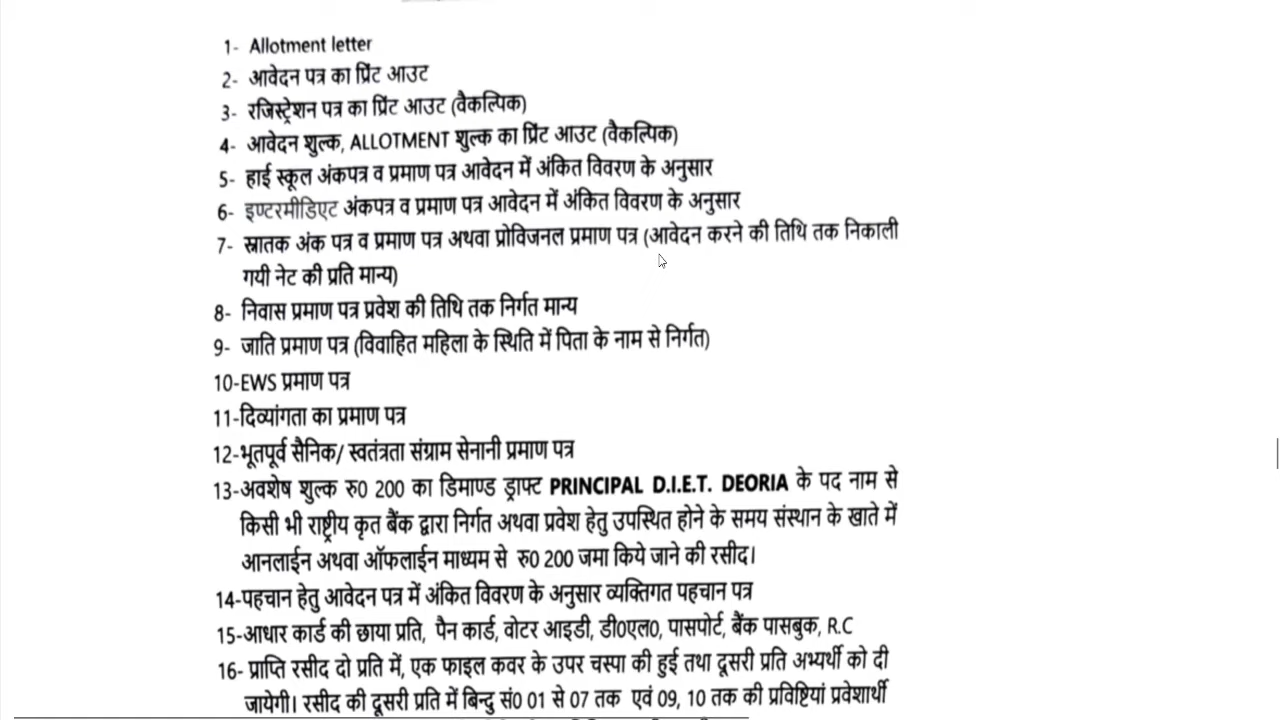 1- Allotment letter
2- आवेदन पत्र का प्रिंट आउट
3- रजिस्ट्रेशन पत्र का प्रिंट आउट (वैकल्पिक)
4- आवेदन शुल्क, ALLOTMENT शुल्क का प्रिंट आउट (वैकल्पिक)
5- हाई स्कूल अंकपत्र व प्रमाण पत्र आवेदन में अंकित विवरण के अनुसार
6- इण्टरमीडिएट अंकपत्र व प्रमाण पत्र आवेदन में अंकित विवरण के अनुसार
7- स्नातक अंक पत्र व प्रमाण पत्र अथवा प्रोविजनल प्रमाण पत्र (आवेदन करने की तिथि तक निकाली
गयी नेट की प्रति मान्य)
8- निवास प्रमाण पत्र प्रवेश की तिथि तक निर्गत मान्य
9- जाति प्रमाण पत्र (विवाहित महिला के स्थिति में पिता के नाम से निर्गत)
10-EWS प्रमाण पत्र
11-दिव्यांगता का प्रमाण पत्र
12-भूतपूर्व सैनिक/ स्वतंत्रता संग्राम सेनानी प्रमाण पत्र
13-अवशेष शुल्क रु0 200 का डिमाण्ड ड्राफ्ट PRINCIPAL D.I.E.T. DEORIA के पद नाम से
किसी भी राष्ट्रीय कृत बैंक द्वारा निर्गत अथवा प्रवेश हेतु उपस्थित होने के समय संस्थान के खाते में
आनलाईन अथवा ऑफलाईन माध्यम से रु0 200 जमा किये जाने की रसीद।
14-पहचान हेतु आवेदन पत्र में अंकित विवरण के अनुसार व्यक्तिगत पहचान पत्र
15-आधार कार्ड की छाया प्रति, पैन कार्ड, वोटर आइडी, डी0एल0, पासपोर्ट, बैंक पासबुक, R.C
16- प्राप्ति रसीद दो प्रति में, एक फाइल कवर के उपर चस्पा की हुई तथा दूसरी प्रति अभ्यर्थी को दी
जायेगी। रसीद की दूसरी प्रति में बिन्दु सं0 01 से 07 तक एवं 09, 10 तक की प्रविष्टियां प्रवेशार्थी